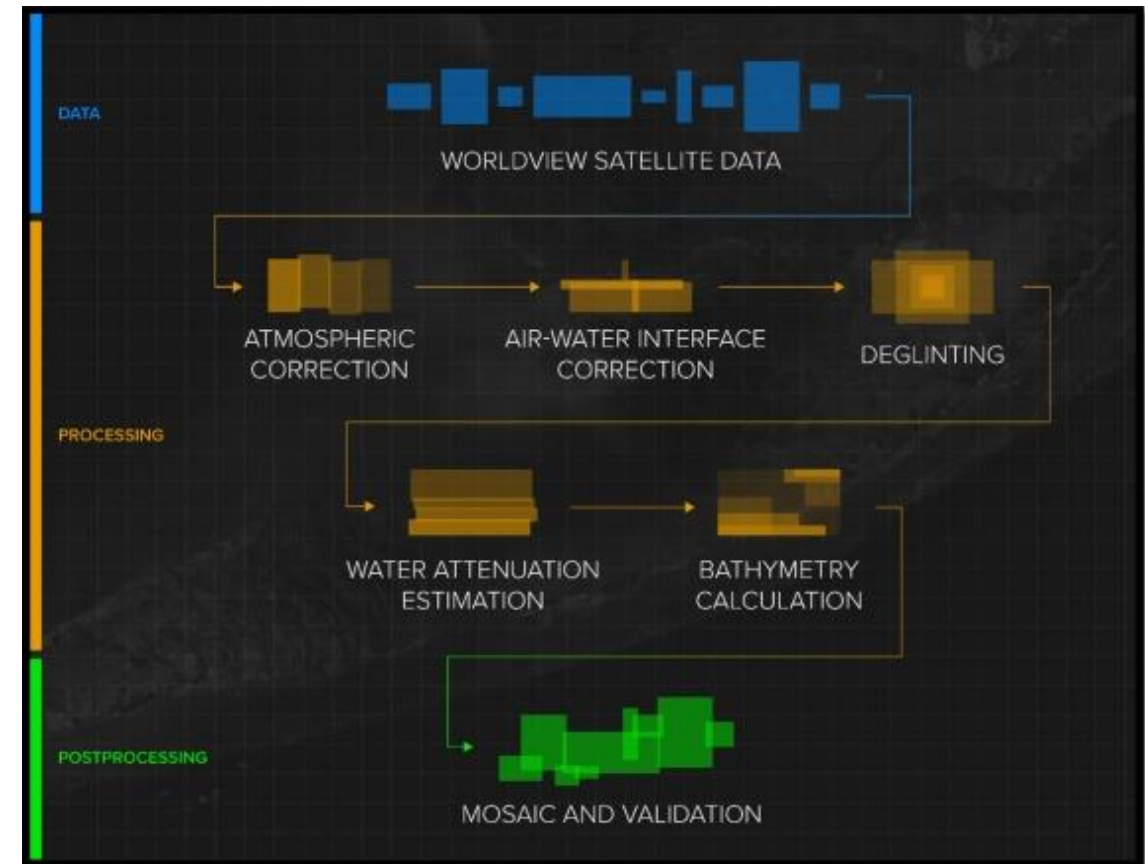 DATA
WORLDVIEW SATELLITE DATA
ATMOSPHERIC
CORRECTION
AIR-WATER INTERFACE
CORRECTION
DEGLINTING
PROCESSING
WATER ATTENUATION
ESTIMATION
BATHYMETRY
CALCULATION
POSTPROCESSING
MOSAIC AND VALIDATION